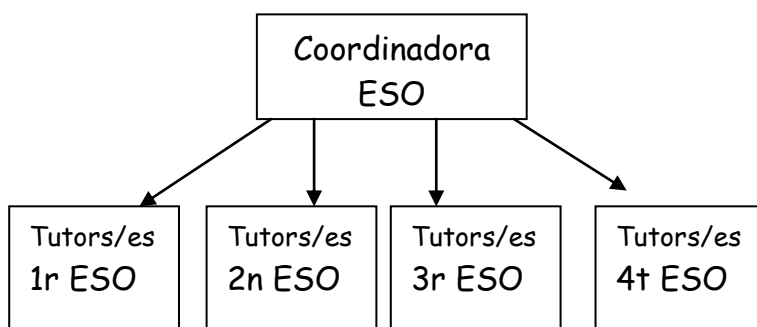 Coordinadora
ESO
Tutors/es
1r ESO
Tutors/es
2n ESO
Tutors/es
3r ESO
Tutors/es
4t ESO